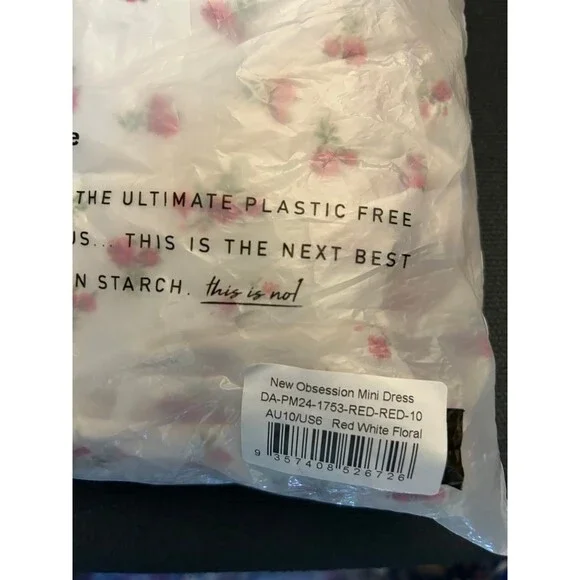 e
THE ULTIMATE PLASTIC FREE
US... THIS IS THE NEXT BEST
N STARCH. this is not
New Obsession Mini Dress
DA-PM24-1753-RED-RED-10
AU10/US6 Red White Floral
9 357408 526726